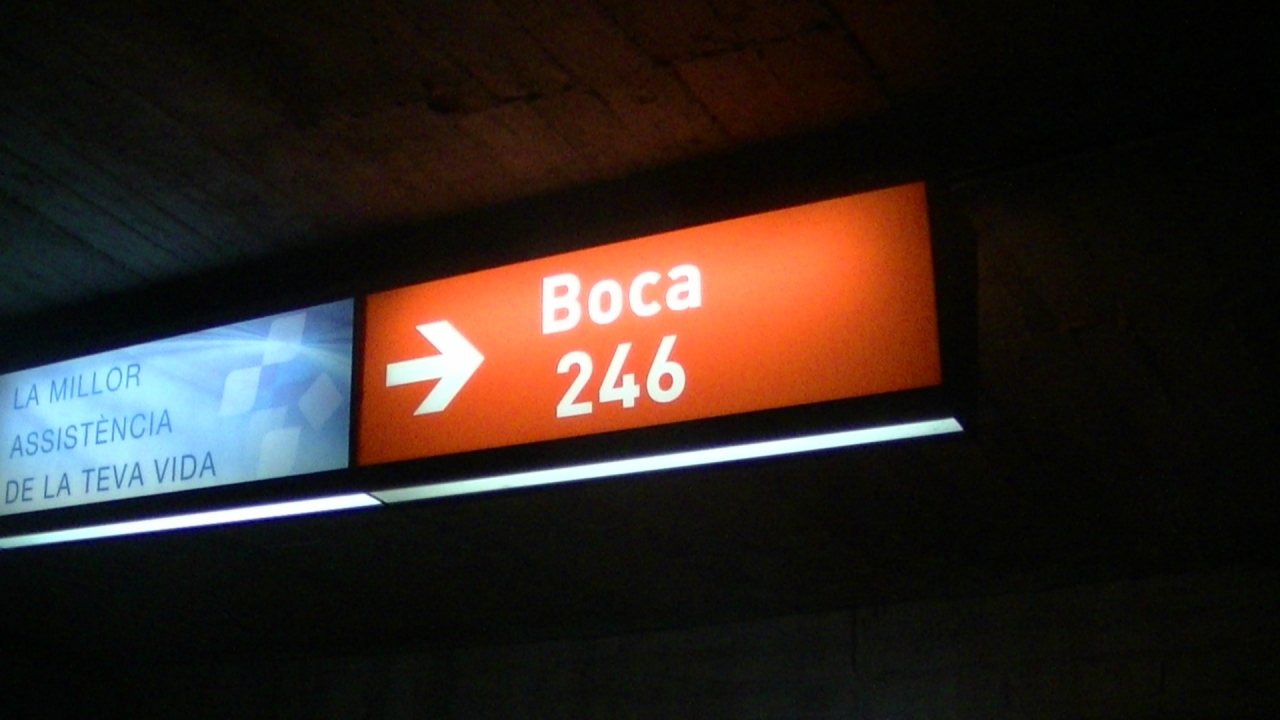 LA MILLOR
ASSISTÈNCIA
DE LA TEVA VIDA
Boca
246